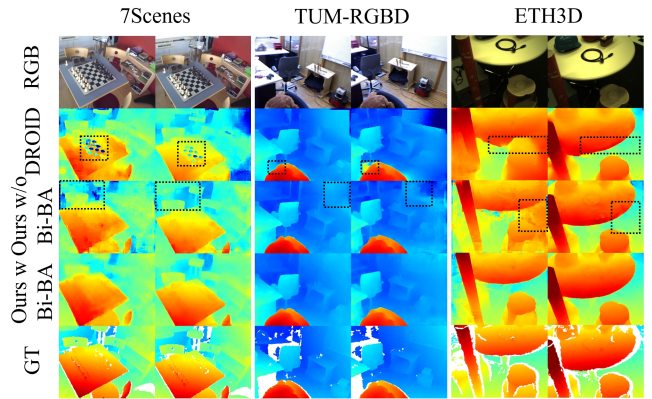 7Scenes TUM-RGBD ETH3D
RGB
DROID
Ours w/o
Bi-BA
Ours w
Bi-BA
GT